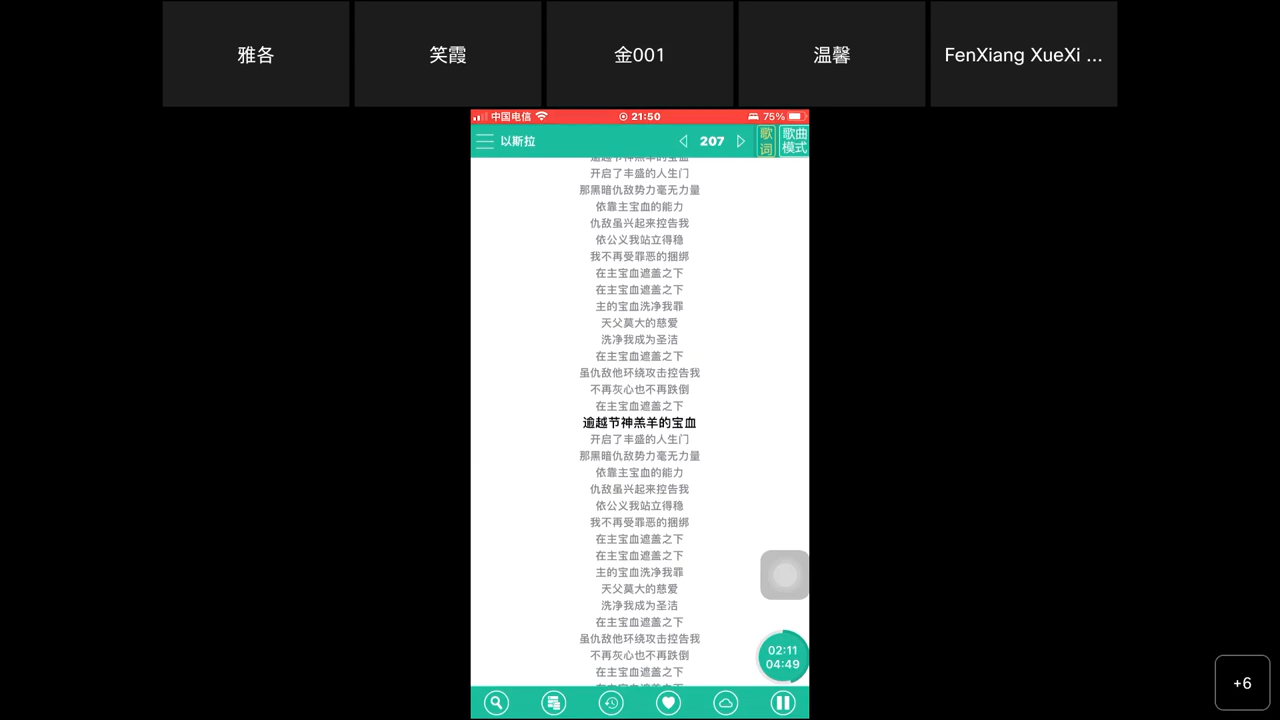 雅各
笑霞
金001
温馨
FenXiang XueXi ...
中国电信
21:50
75%
以斯拉
207
歌词
歌曲模式
逾越节神羔羊的宝血
开启了丰盛的人生门
那黑暗仇敌势力毫无力量
依靠主宝血的能力
仇敌虽兴起来控告我
依公义我站立得稳
我不再受罪恶的捆绑
在主宝血遮盖之下
在主宝血遮盖之下
主的宝血洗净我罪
天父莫大的慈爱
洗净我成为圣洁
在主宝血遮盖之下
虽仇敌他环绕攻击控告我
不再灰心也不再跌倒
在主宝血遮盖之下
逾越节神羔羊的宝血
开启了丰盛的人生门
那黑暗仇敌势力毫无力量
依靠主宝血的能力
仇敌虽兴起来控告我
依公义我站立得稳
我不再受罪恶的捆绑
在主宝血遮盖之下
在主宝血遮盖之下
主的宝血洗净我罪
天父莫大的慈爱
洗净我成为圣洁
在主宝血遮盖之下
虽仇敌他环绕攻击控告我
不再灰心也不再跌倒
在主宝血遮盖之下
02:11
04:49
+6